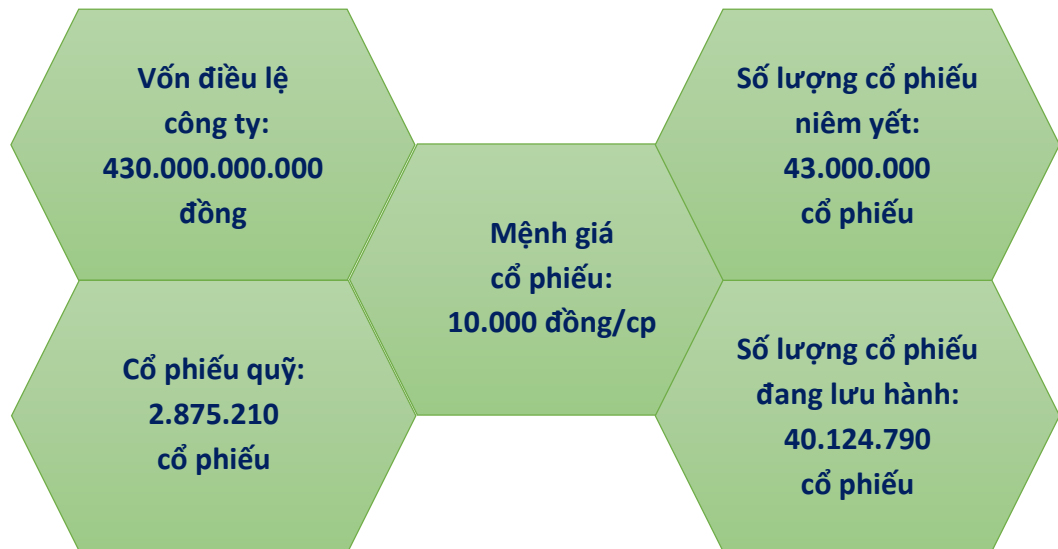 Vốn điều lệ
công ty:
430.000.000.000
đồng
Số lượng cổ phiếu
niêm yết:
43.000.000
cổ phiếu
Mệnh giá
cổ phiếu:
10.000 đồng/cp
Cổ phiếu quỹ:
2.875.210
cổ phiếu
Số lượng cổ phiếu
đang lưu hành:
40.124.790
cổ phiếu